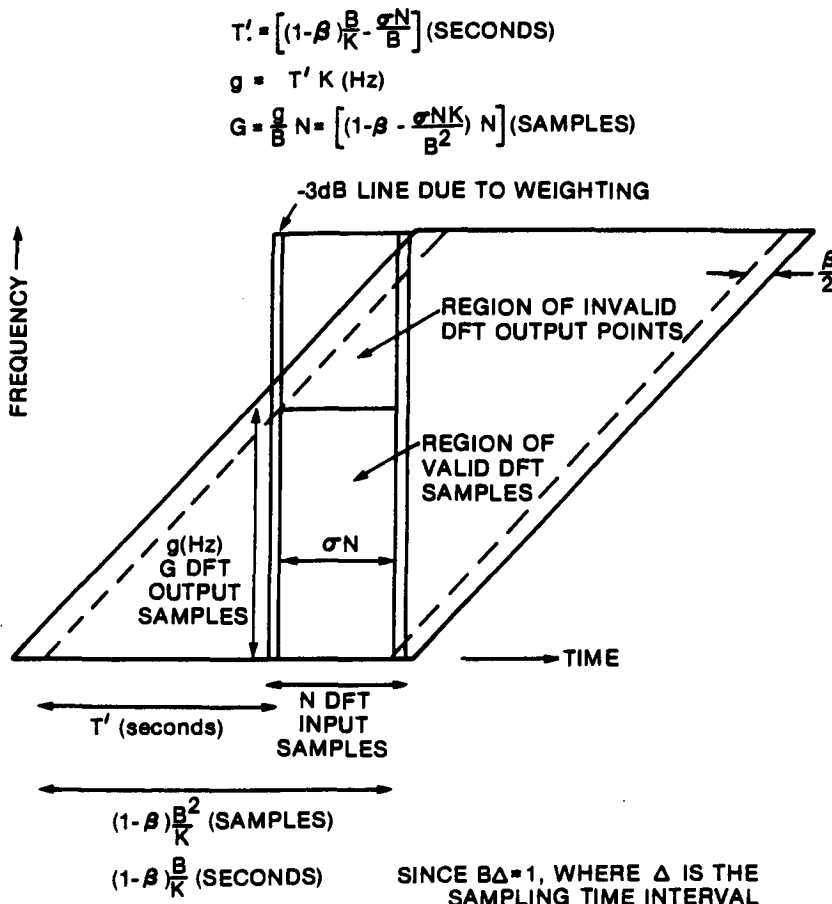 T'. = [(1-β)B/K - σN/B] (SECONDS)
g = T' K (Hz)
G = g/B N = [(1-β - σNK/B²) N] (SAMPLES)
-3dB LINE DUE TO WEIGHTING
FREQUENCY
β/2
REGION OF INVALID
DFT OUTPUT POINTS
REGION OF
VALID DFT
SAMPLES
g(Hz)
G DFT
OUTPUT
SAMPLES
σN
TIME
T' (seconds)
N DFT
INPUT
SAMPLES
(1-β)B²/K (SAMPLES)
(1-β)B/K (SECONDS)
SINCE BΔ=1, WHERE Δ IS THE
SAMPLING TIME INTERVAL